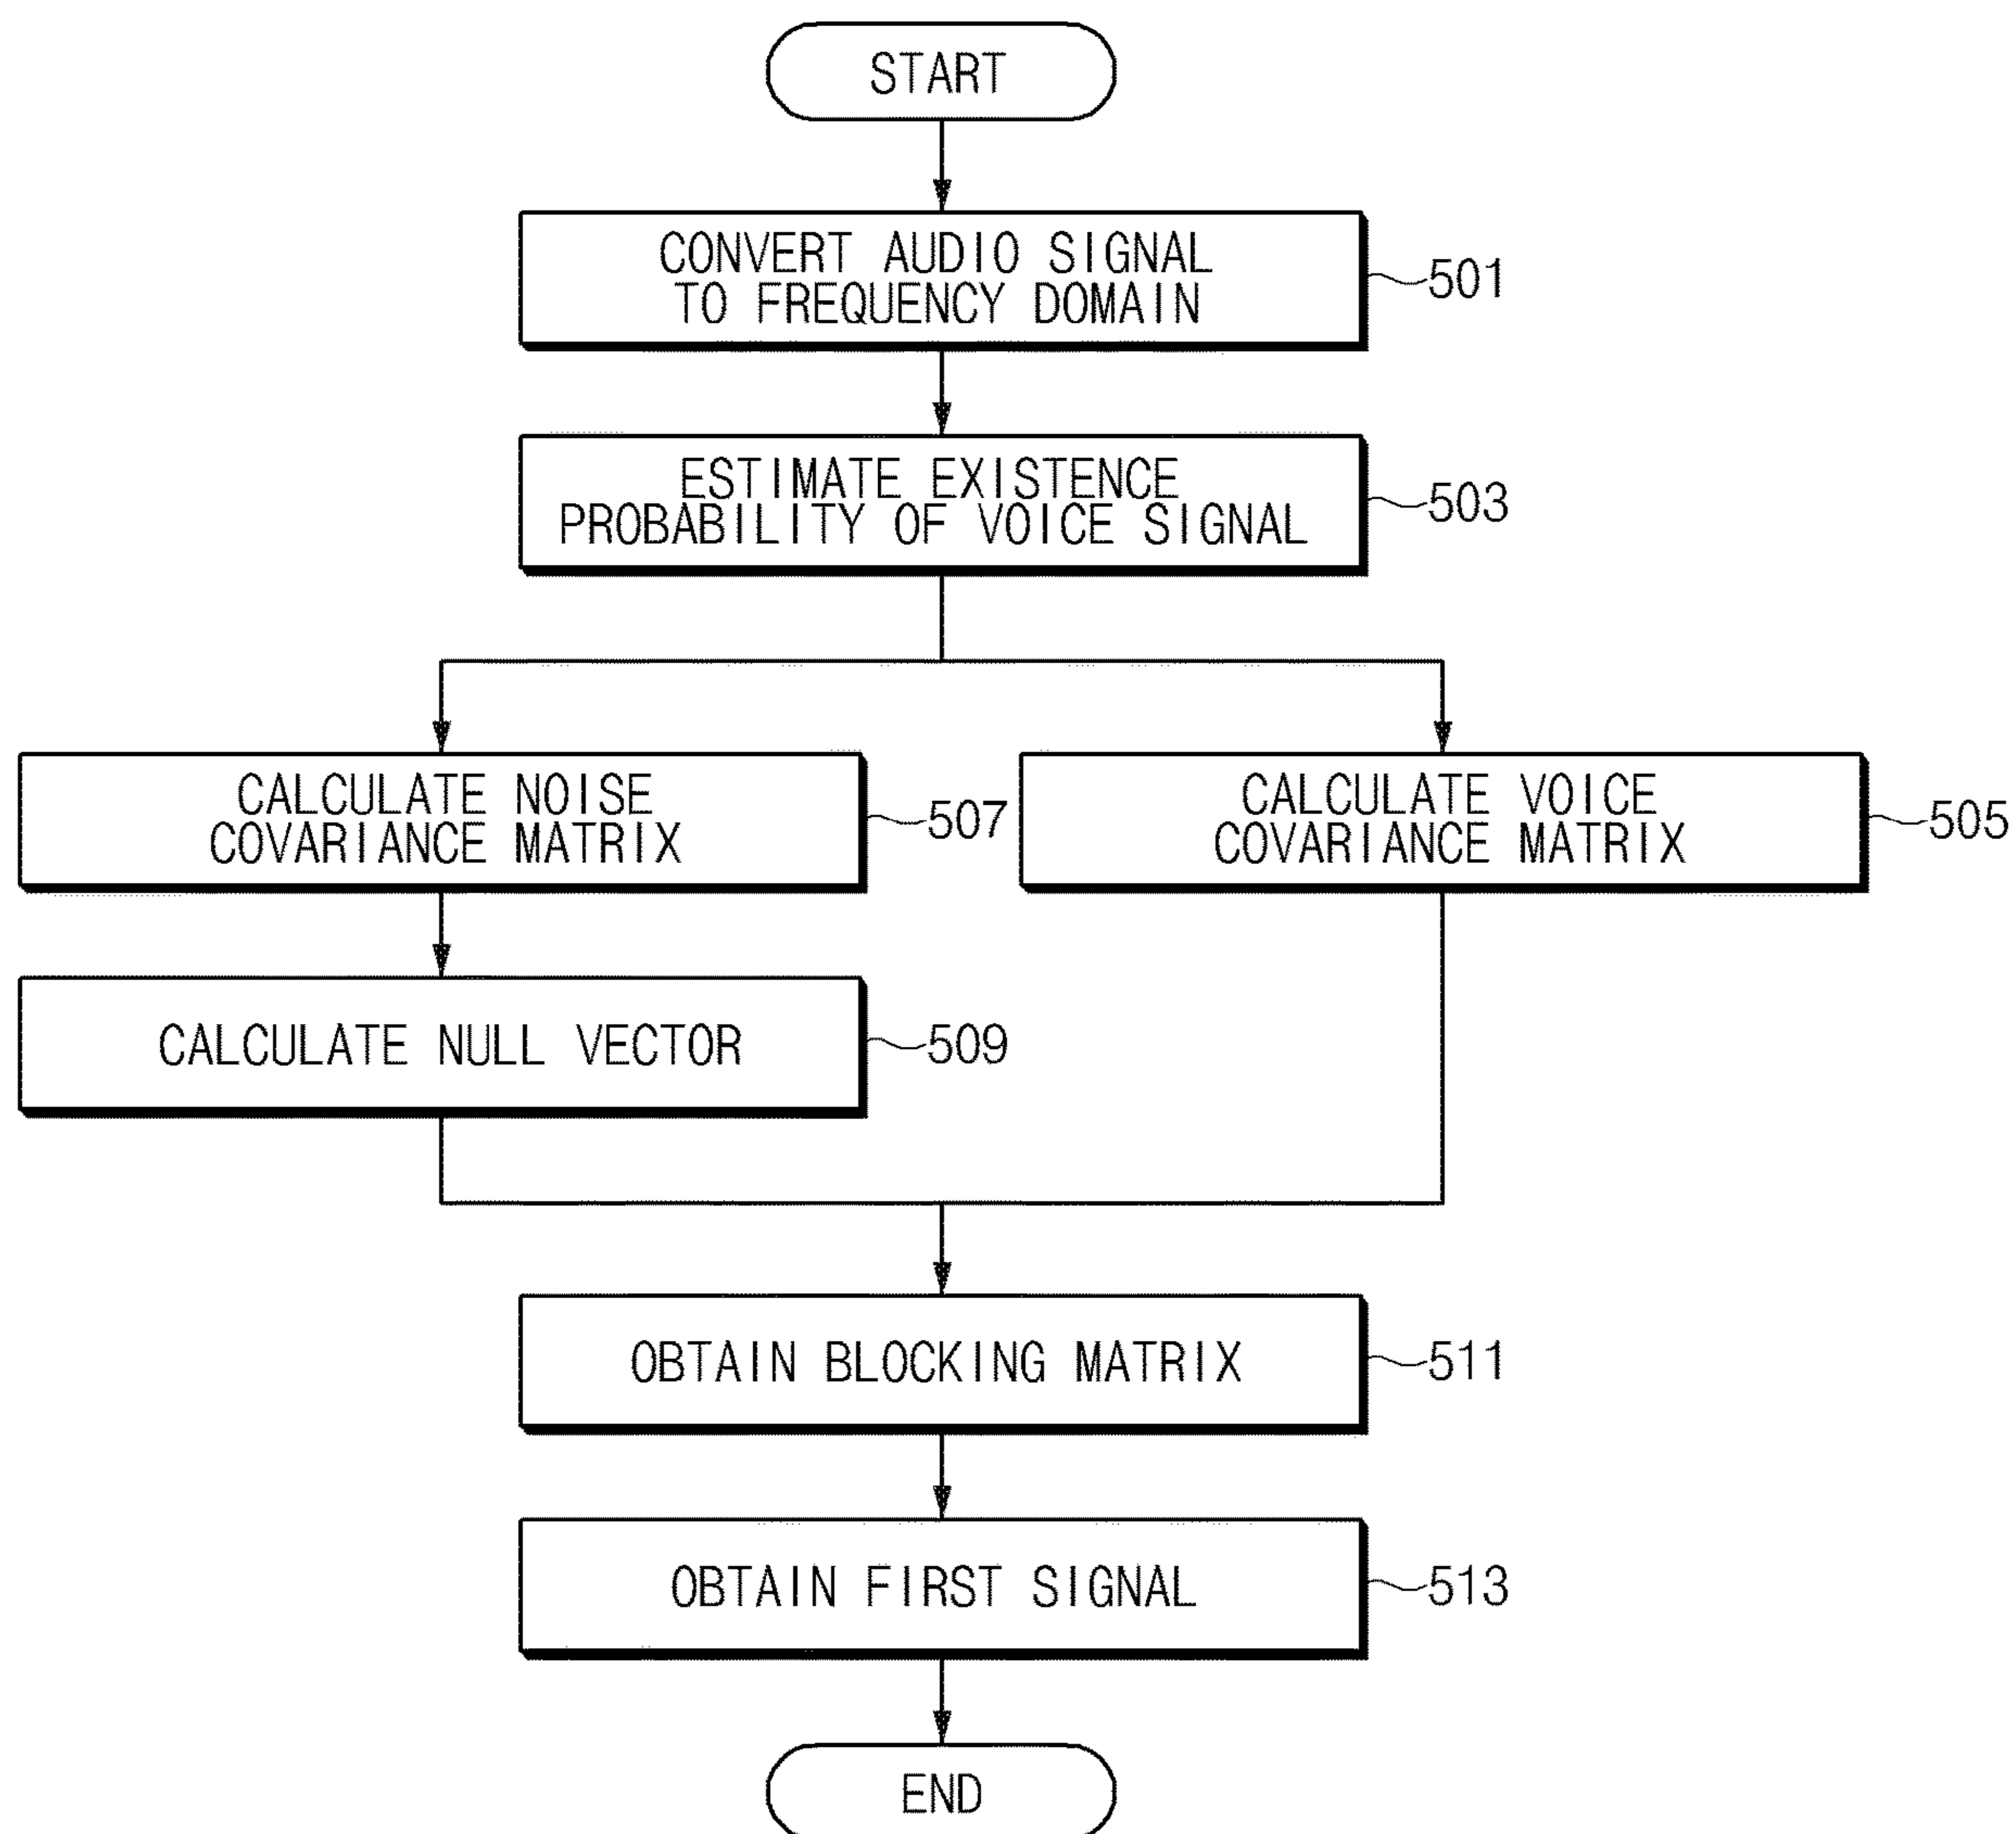 START
CONVERT AUDIO SIGNAL
TO FREQUENCY DOMAIN
501
ESTIMATE EXISTENCE
PROBABILITY OF VOICE SIGNAL
503
CALCULATE NOISE
COVARIANCE MATRIX
507
CALCULATE VOICE
COVARIANCE MATRIX
505
CALCULATE NULL VECTOR
509
OBTAIN BLOCKING MATRIX
511
OBTAIN FIRST SIGNAL
513
END